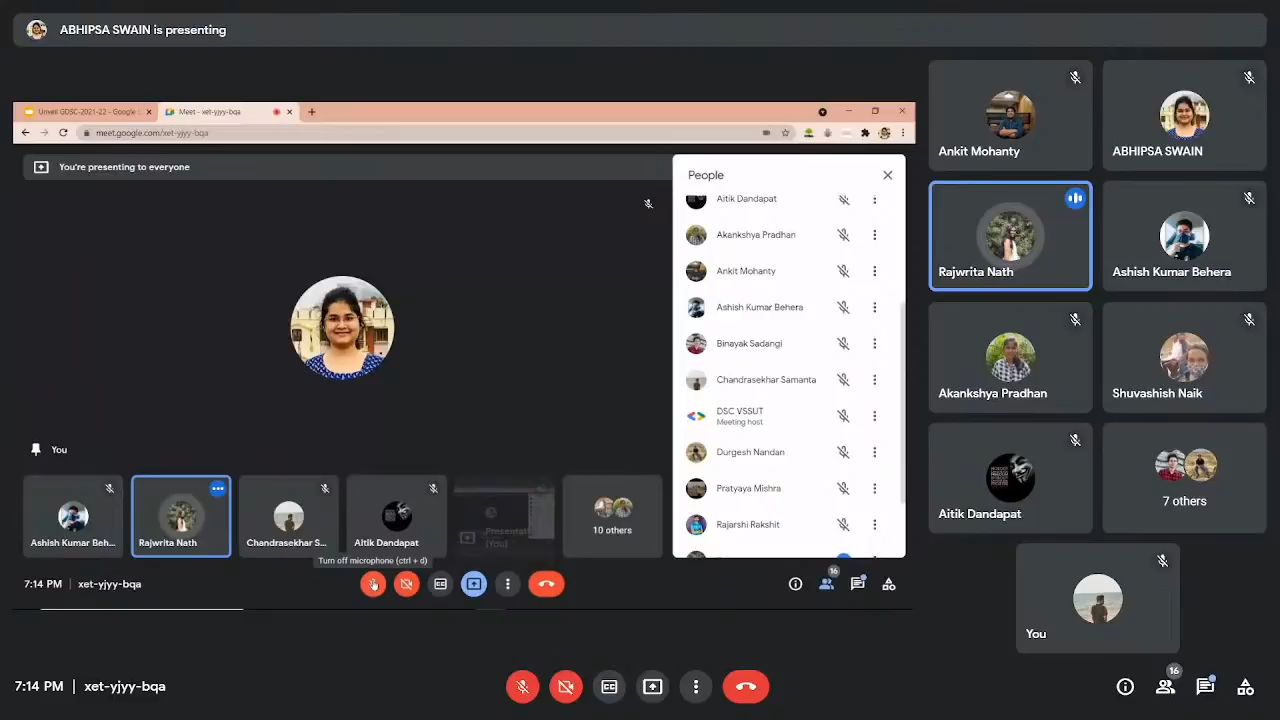 ABHIPSA SWAIN is presenting
Unveil GDSC-2021-22 - Google
Meet - xet-yjyy-bqa
meet.google.com/xet-yjyy-bqa
You're presenting to everyone
People
Aitik Dandapat
Akankshya Pradhan
Ankit Mohanty
Ashish Kumar Behera
Binayak Sadangi
Chandrasekhar Samanta
DSC VSSUT
Meeting host
Durgesh Nandan
Pratyaya Mishra
Rajarshi Rakshit
You
Ashish Kumar Beh...
Rajwrita Nath
Chandrasekhar S...
Aitik Dandapat
Presentation
(You)
10 others
Turn off microphone (ctrl + d)
7:14 PM | xet-yjyy-bqa
16
Ankit Mohanty
ABHIPSA SWAIN
Rajwrita Nath
Ashish Kumar Behera
Akankshya Pradhan
Shuvashish Naik
Aitik Dandapat
7 others
You
7:14 PM | xet-yjyy-bqa
16